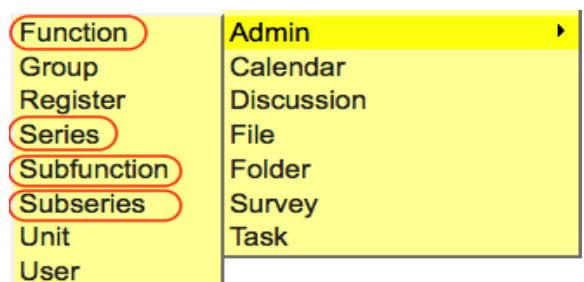 Function
Group
Register
Series
Subfunction
Subseries
Unit
User
Admin
Calendar
Discussion
File
Folder
Survey
Task